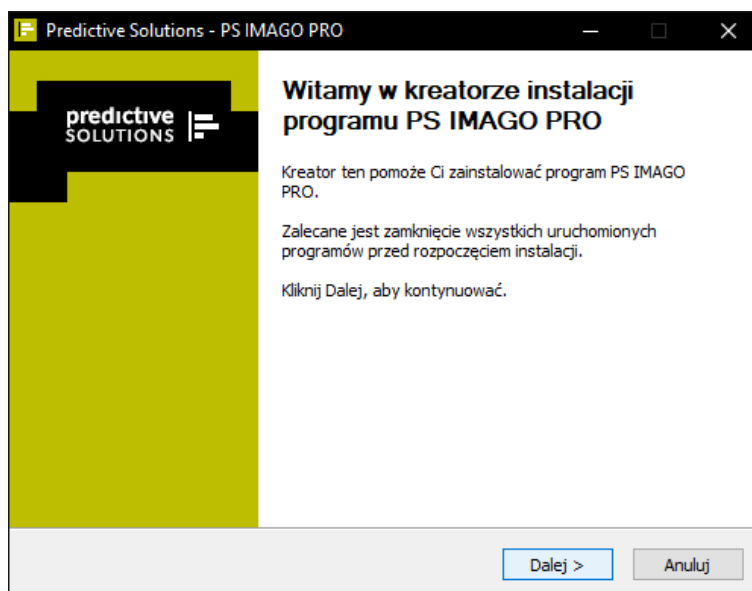 Predictive Solutions - PS IMAGO PRO
predictive
SOLUTIONS
Witamy w kreatorze instalacji
programu PS IMAGO PRO
Kreator ten pomoże Ci zainstalować program PS IMAGO
PRO.
Zalecane jest zamknięcie wszystkich uruchomionych
programów przed rozpoczęciem instalacji.
Kliknij Dalej, aby kontynuować.
Dalej >
Anuluj